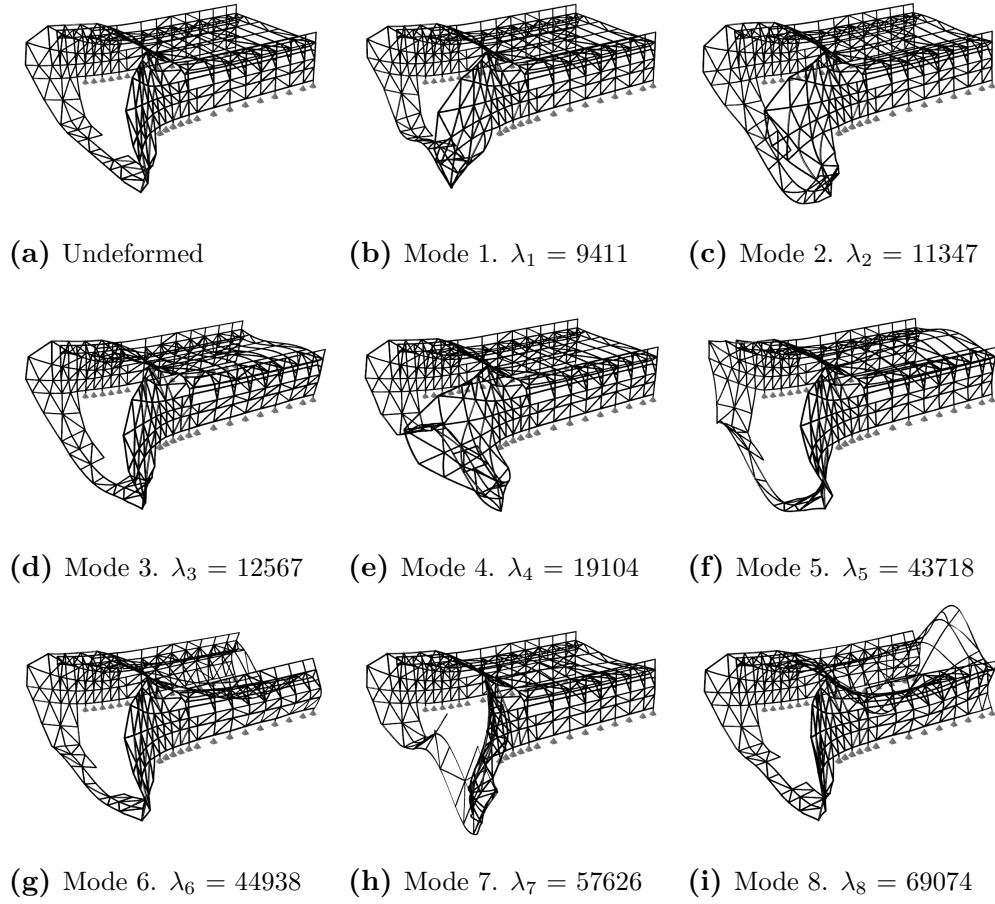 (a) Undeformed
(b) Mode 1. λ₁ = 9411
(c) Mode 2. λ₂ = 11347
(d) Mode 3. λ₃ = 12567
(e) Mode 4. λ₄ = 19104
(f) Mode 5. λ₅ = 43718
(g) Mode 6. λ₆ = 44938
(h) Mode 7. λ₇ = 57626
(i) Mode 8. λ₈ = 69074